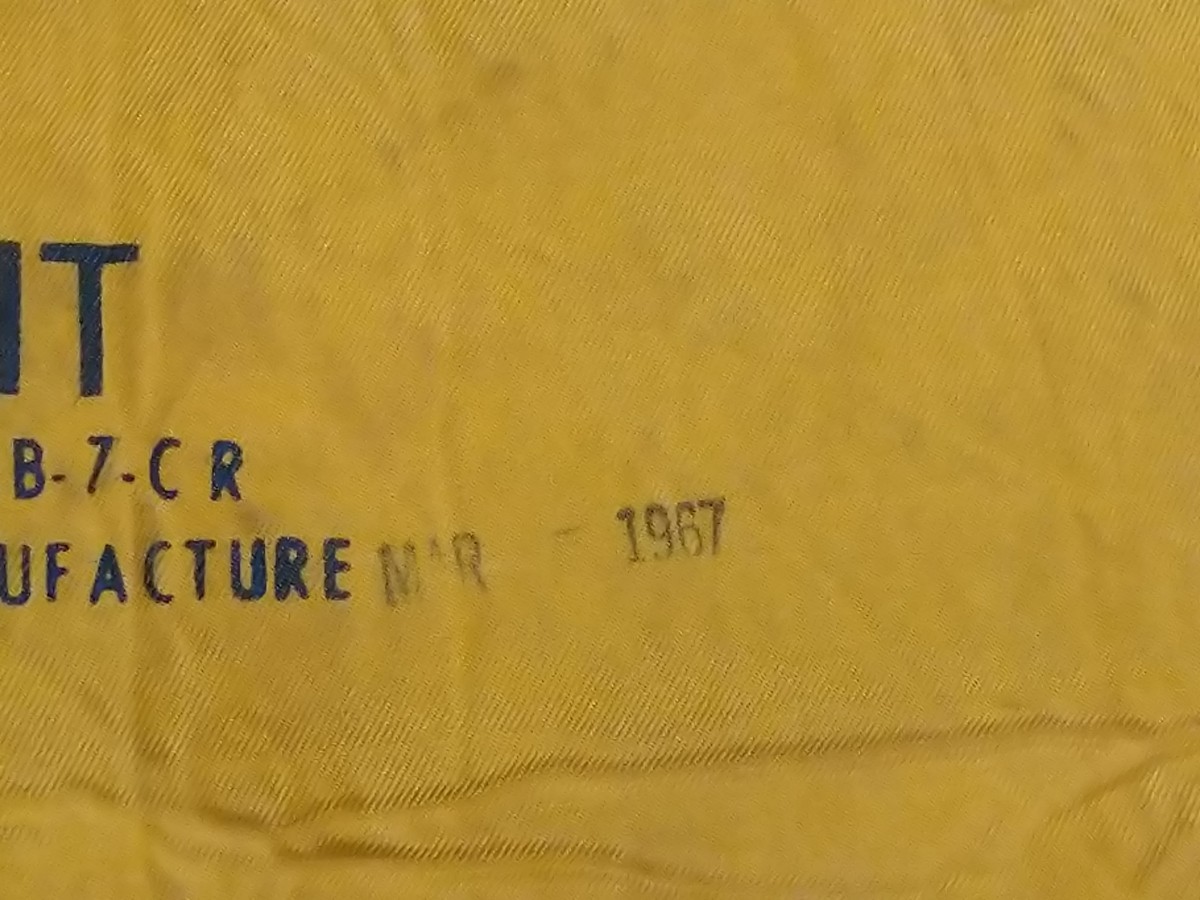 IT
B-7-CR
UFACTURE MAR - 1967